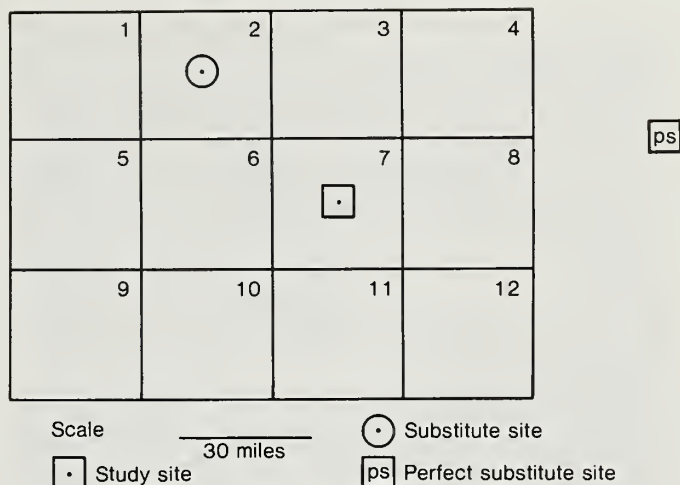 1 2 3 4
ps
5 6 7 8
9 10 11 12
Scale
30 miles
Substitute site
Study site
ps Perfect substitute site